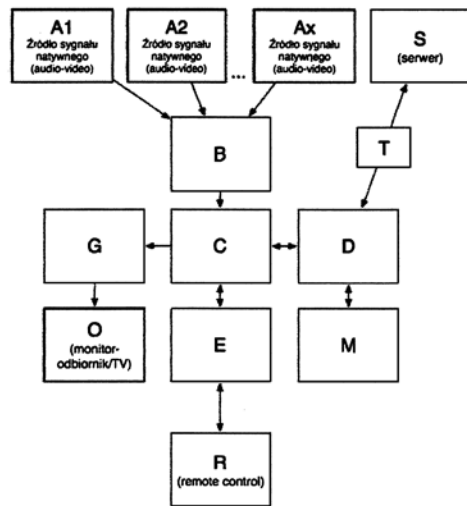 A1
Źródło sygnału
natywnego
(audio-video)
A2
Źródło sygnału
natywnego
(audio-video)
...
Ax
Źródło sygnału
natywnego
(audio-video)
S
(serwer)
T
B
G
C
D
O
(monitor-
odbiornik/TV)
E
M
R
(remote control)